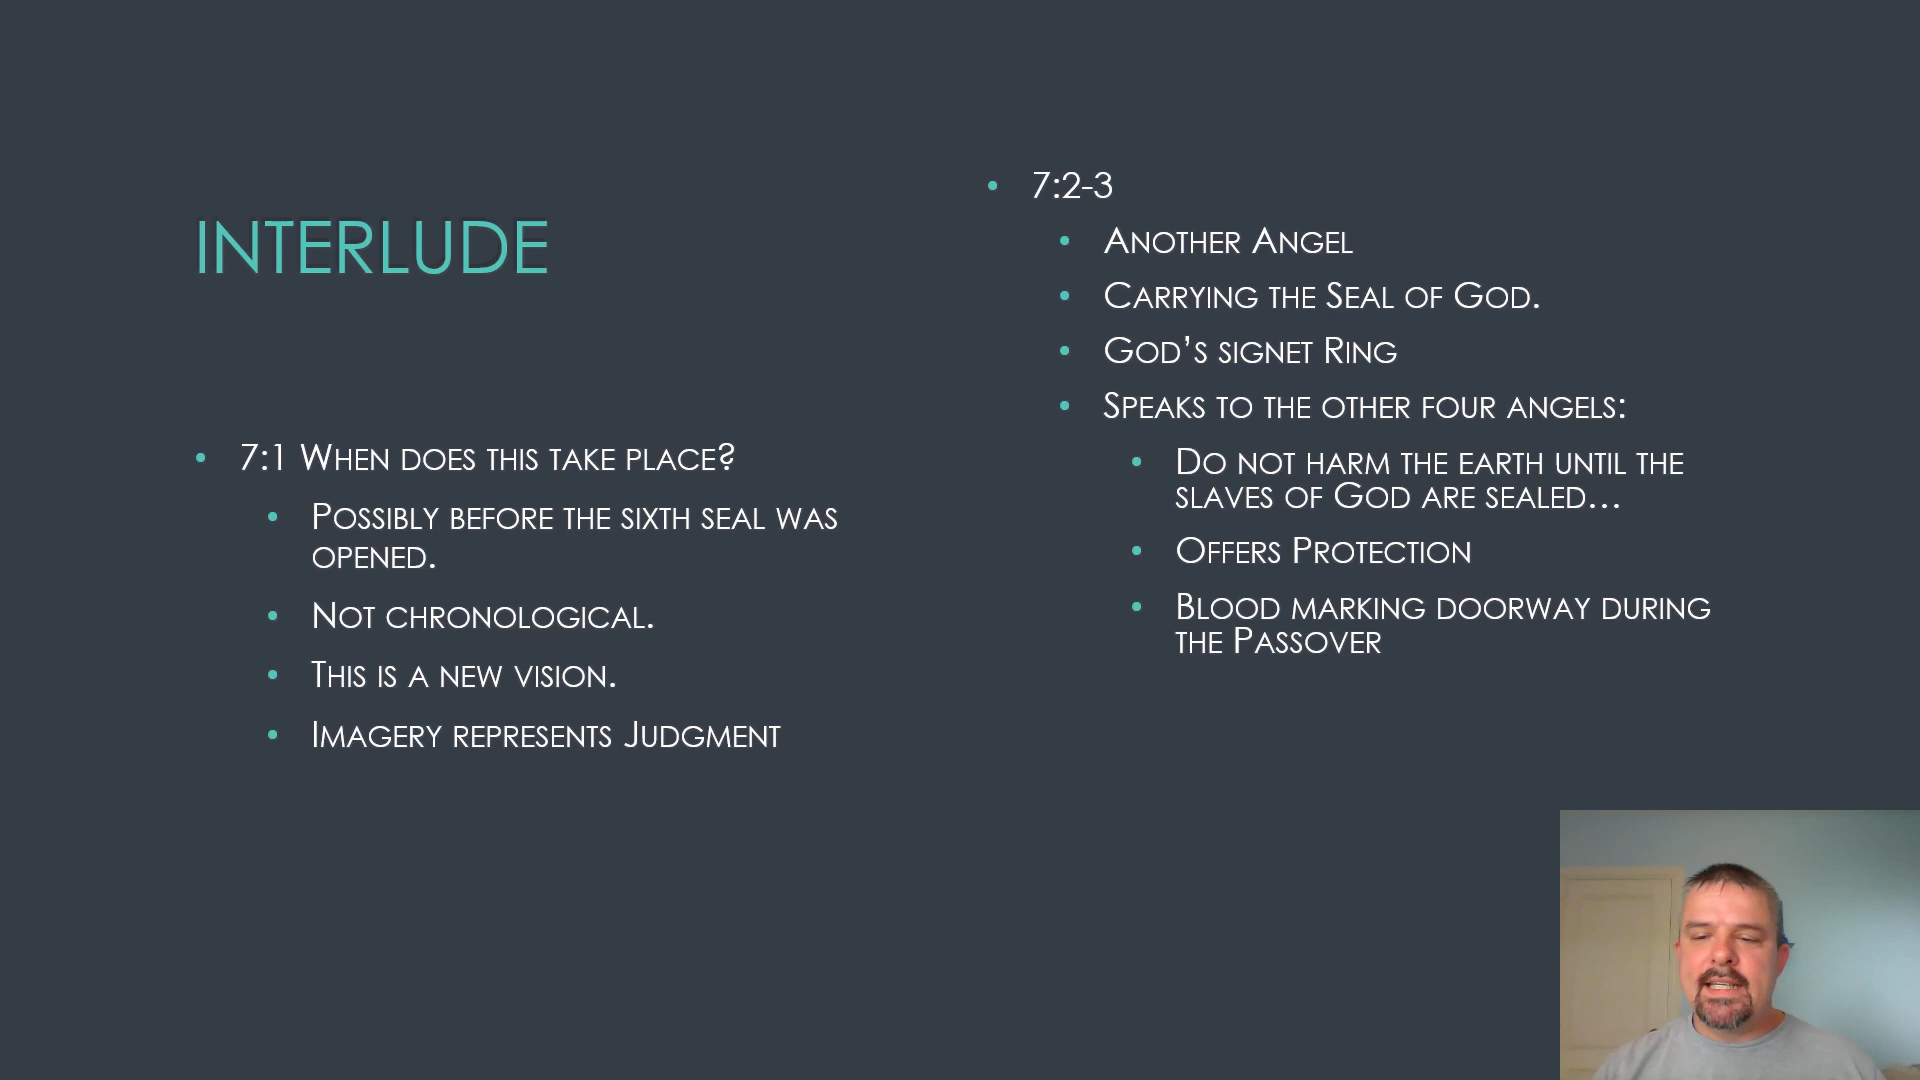 INTERLUDE
7:1 When does this take place?
Possibly before the sixth seal was
opened.
Not chronological.
This is a new vision.
Imagery represents Judgment
7:2-3
Another Angel
Carrying the Seal of God.
God’s signet Ring
Speaks to the other four angels:
Do not harm the earth until the
slaves of God are sealed…
Offers Protection
Blood marking doorway during
the Passover